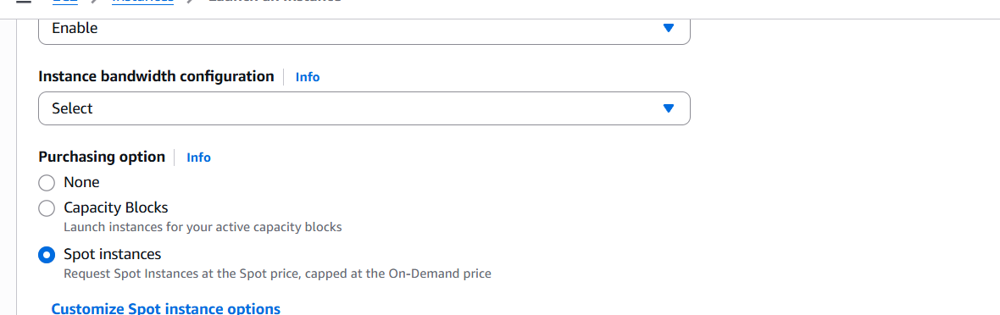 Enable
Instance bandwidth configuration Info
Select
Purchasing option Info
None
Capacity Blocks
Launch instances for your active capacity blocks
Spot instances
Request Spot Instances at the Spot price, capped at the On-Demand price
Customize Spot instance options